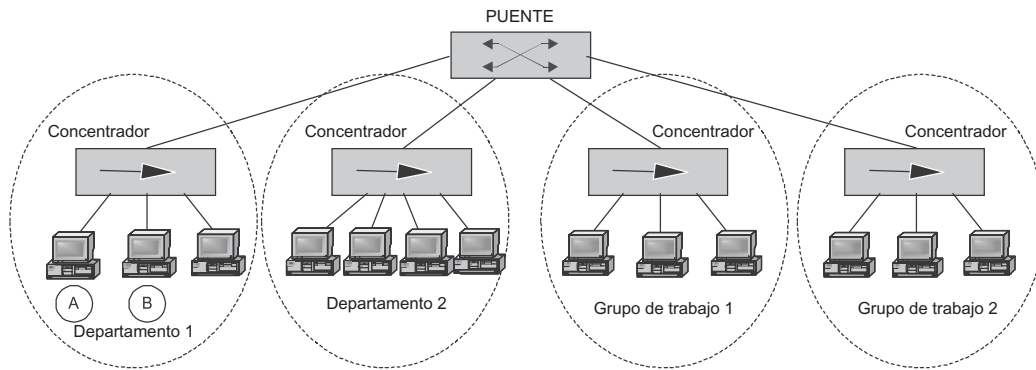 PUENTE
Concentrador
Concentrador
Concentrador
Concentrador
A
B
Departamento 1
Departamento 2
Grupo de trabajo 1
Grupo de trabajo 2